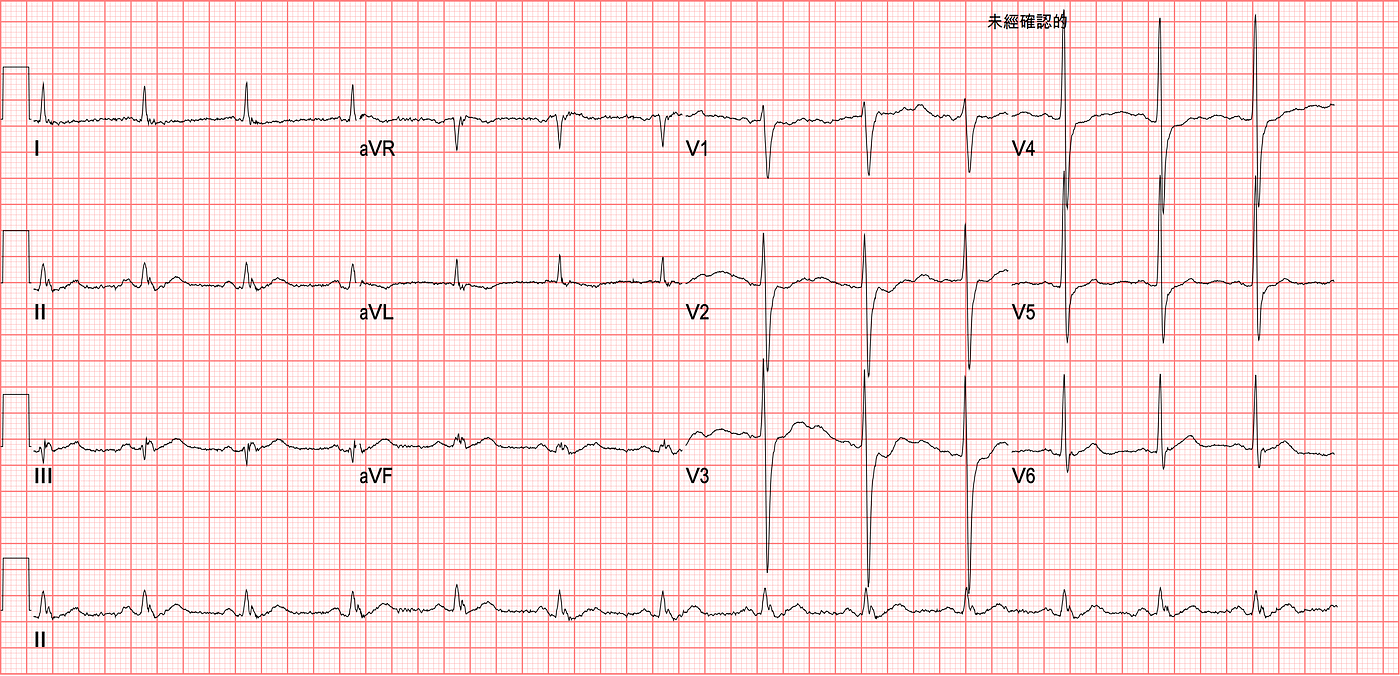 未經確認的
I aVR V1 V4
II aVL V2 V5
III aVF V3 V6
II